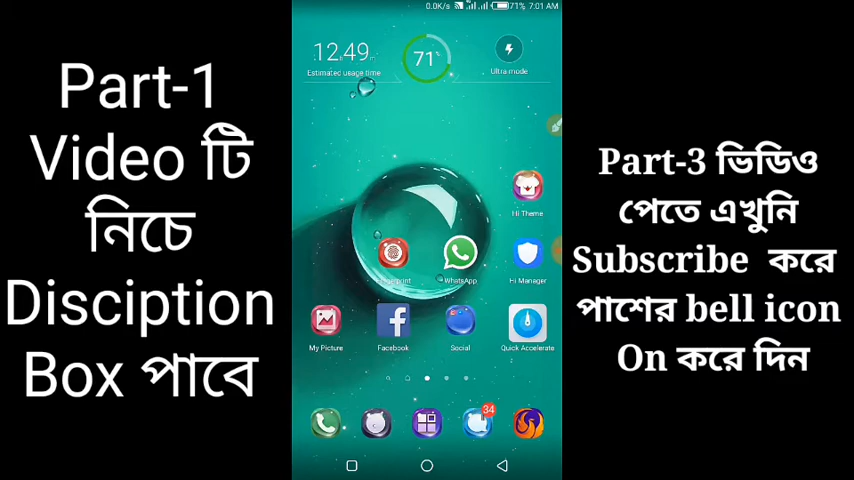 Part-1
Video টি
নিচে
Disciption
Box পাবে
0.0K/s 71% 7:01 AM
12h49m
Estimated usage time
71%
Ultra mode
Hi Theme
Fingerprint
WhatsApp
Hi Manager
My Picture
Facebook
Social
Quick Accelerate
34
Part-3 ভিডিও
পেতে এখুনি
Subscribe করে
পাশের bell icon
On করে দিন